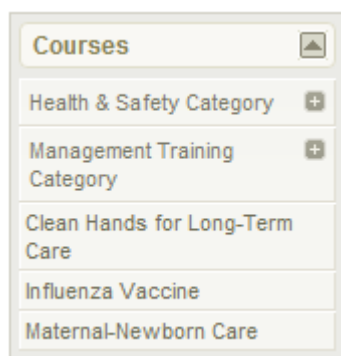 Courses
Health & Safety Category
Management Training
Category
Clean Hands for Long-Term
Care
Influenza Vaccine
Maternal-Newborn Care